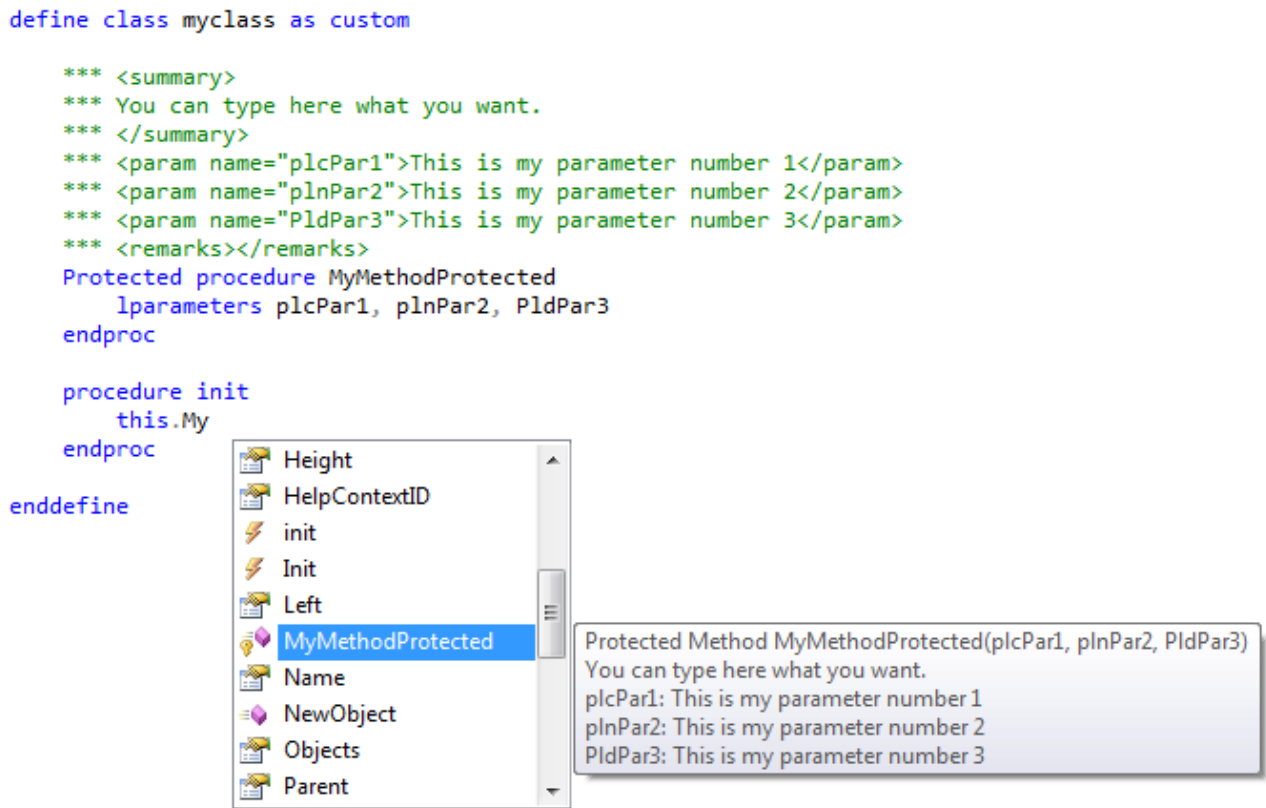 define class myclass as custom
*** <summary>
*** You can type here what you want.
*** </summary>
*** <param name="plcPar1">This is my parameter number 1</param>
*** <param name="plnPar2">This is my parameter number 2</param>
*** <param name="PldPar3">This is my parameter number 3</param>
*** <remarks></remarks>
Protected procedure MyMethodProtected
lparameters plcPar1, plnPar2, PldPar3
endproc
procedure init
this.My
endproc
enddefine
Height
HelpContextID
init
Init
Left
MyMethodProtected
Name
NewObject
Objects
Parent
Protected Method MyMethodProtected(plcPar1, plnPar2, PldPar3)
You can type here what you want.
plcPar1: This is my parameter number 1
plnPar2: This is my parameter number 2
PldPar3: This is my parameter number 3